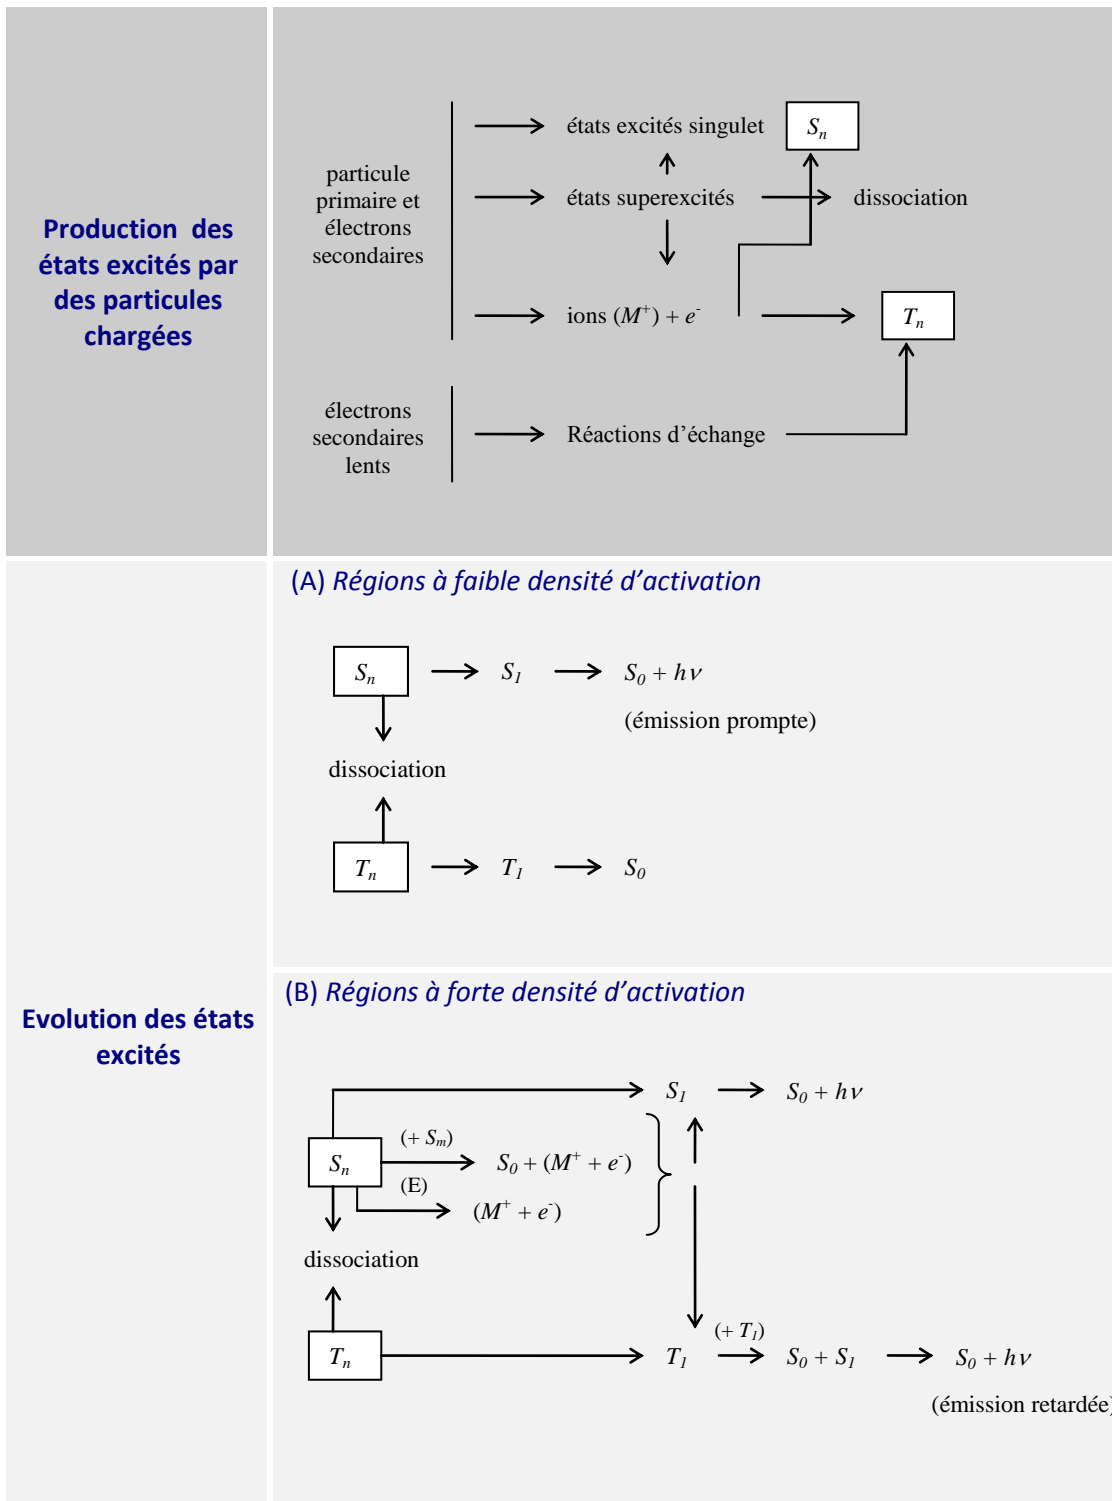 Production des
états excités par
des particules
chargées
particule
primaire et
électrons
secondaires
états excités singulet
Sₙ
états superexcités
dissociation
ions (M⁺) + e⁻
Tₙ
électrons
secondaires
lents
Réactions d’échange
Evolution des états
excités
(A) Régions à faible densité d’activation
Sₙ
S₁
S₀ + hν
(émission prompte)
dissociation
Tₙ
T₁
S₀
(B) Régions à forte densité d’activation
S₁
S₀ + hν
Sₙ
(+ Sₘ)
S₀ + (M⁺ + e⁻)
(E)
(M⁺ + e⁻)
dissociation
Tₙ
T₁
(+ T₁)
S₀ + S₁
S₀ + hν
(émission retardée)